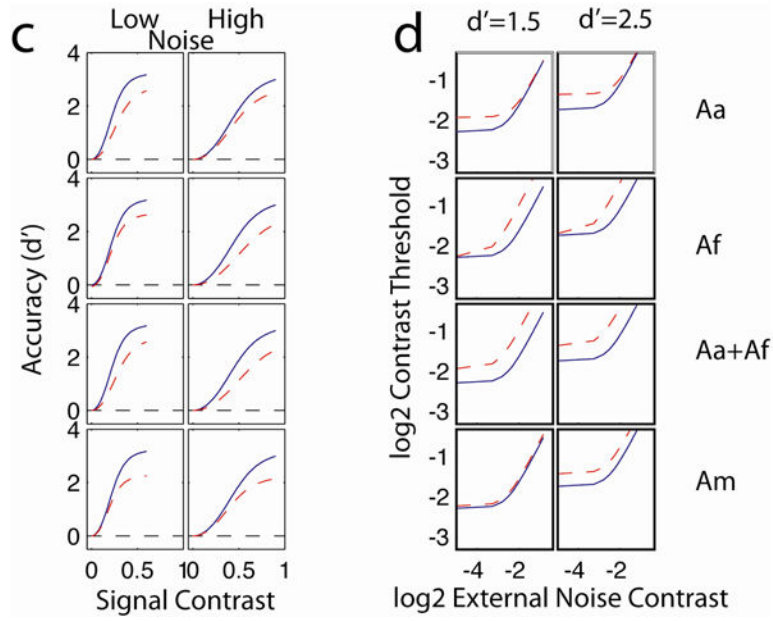 c
Low High
Noise
4
2
0
4
2
0
4
2
0
4
2
0
0 0.5 1 0 0.5 1
Accuracy (d')
Signal Contrast
d
d'=1.5 d'=2.5
-1
-2
-3
Aa
-1
-2
-3
Af
-1
-2
-3
Aa+Af
-1
-2
-3
Am
-4 -2 -4 -2
log2 Contrast Threshold
log2 External Noise Contrast